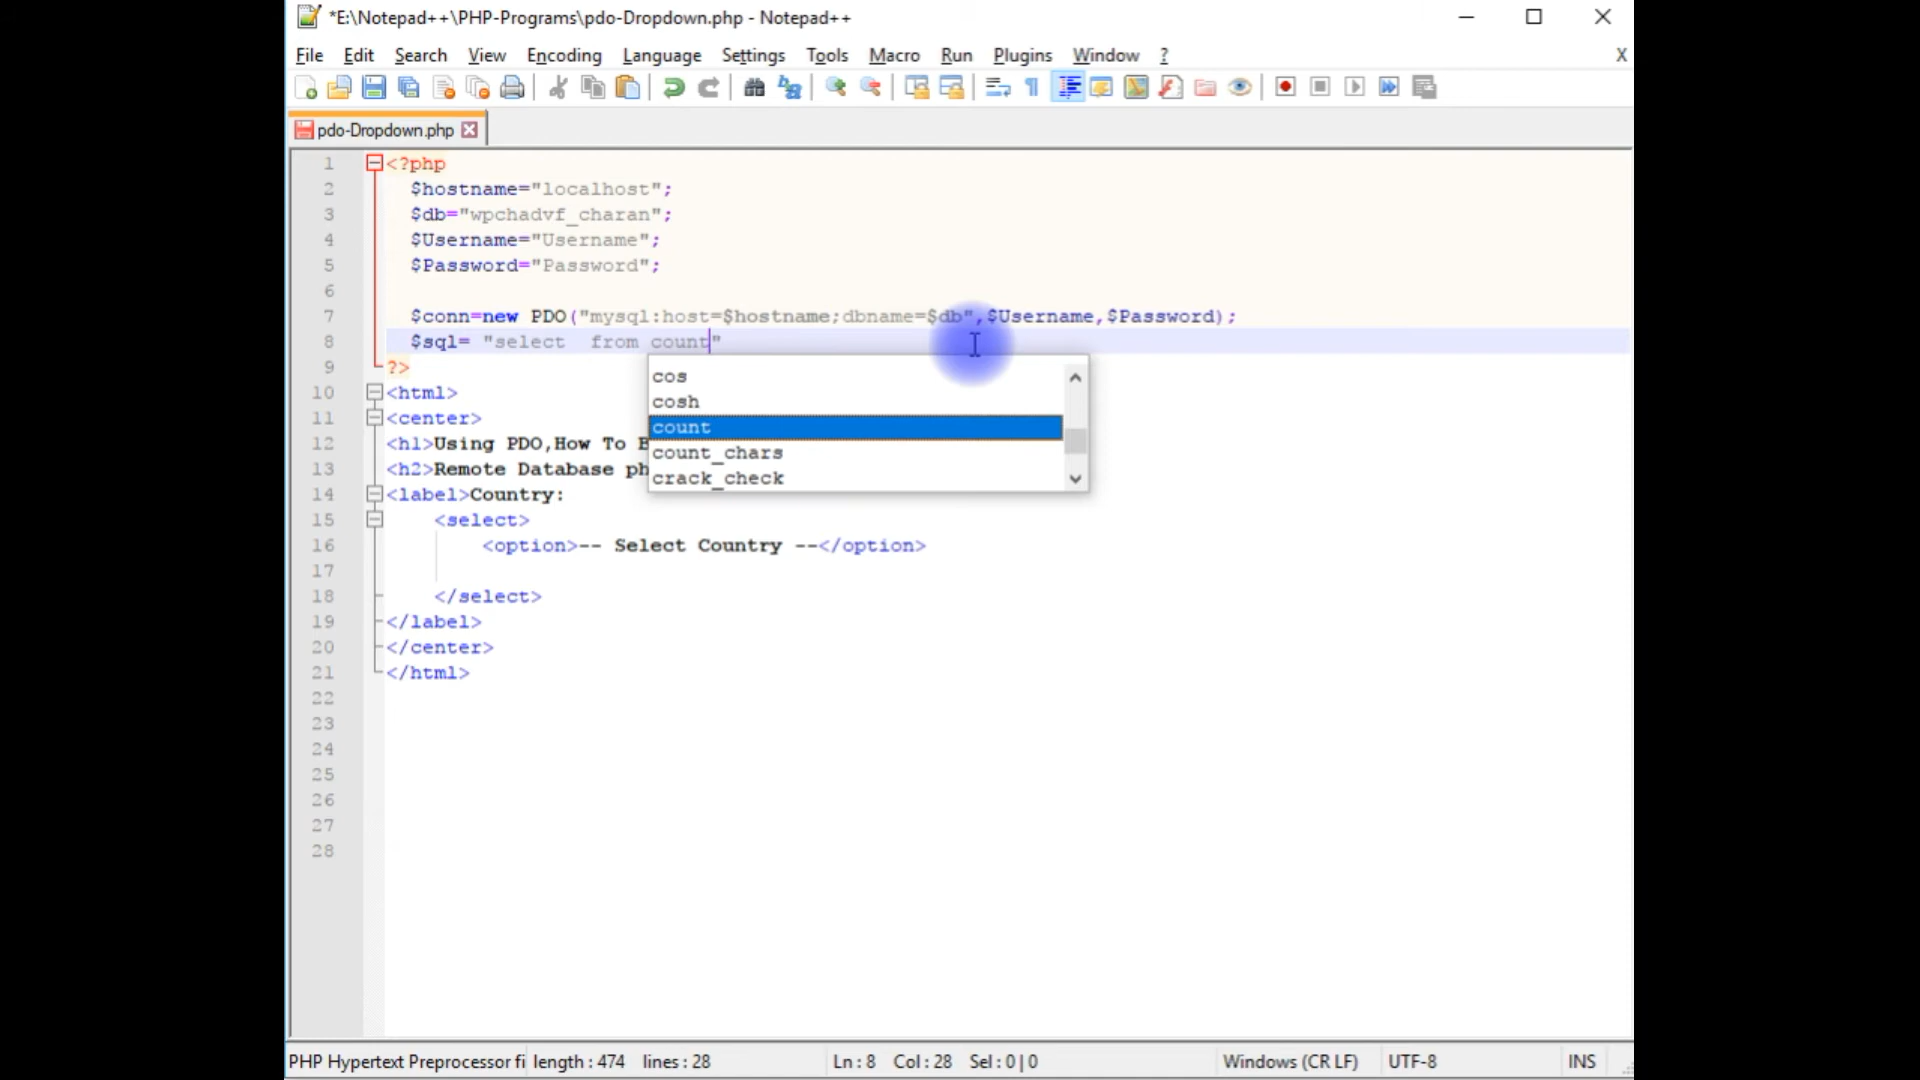 *E:\Notepad++\PHP-Programs\pdo-Dropdown.php - Notepad++
File Edit Search View Encoding Language Settings Tools Macro Run Plugins Window ? X
pdo-Dropdown.php
1 <?php
2 $hostname="localhost";
3 $db="wpchadvf_charan";
4 $Username="Username";
5 $Password="Password";
6
7 $conn=new PDO("mysql:host=$hostname;dbname=$db",$Username,$Password);
8 $sql= "select  from count"
9 ?>
cos
cosh
count
count_chars
crack_check
10 <html>
11 <center>
12 <h1>Using PDO,How To
13 <h2>Remote Database ph
14 <label>Country:
15 <select>
16 <option>-- Select Country --</option>
17
18 </select>
19 </label>
20 </center>
21 </html>
22
23
24
25
26
27
28
PHP Hypertext Preprocessor fi length : 474 lines : 28 Ln : 8 Col : 28 Sel : 0 | 0 Windows (CR LF) UTF-8 INS